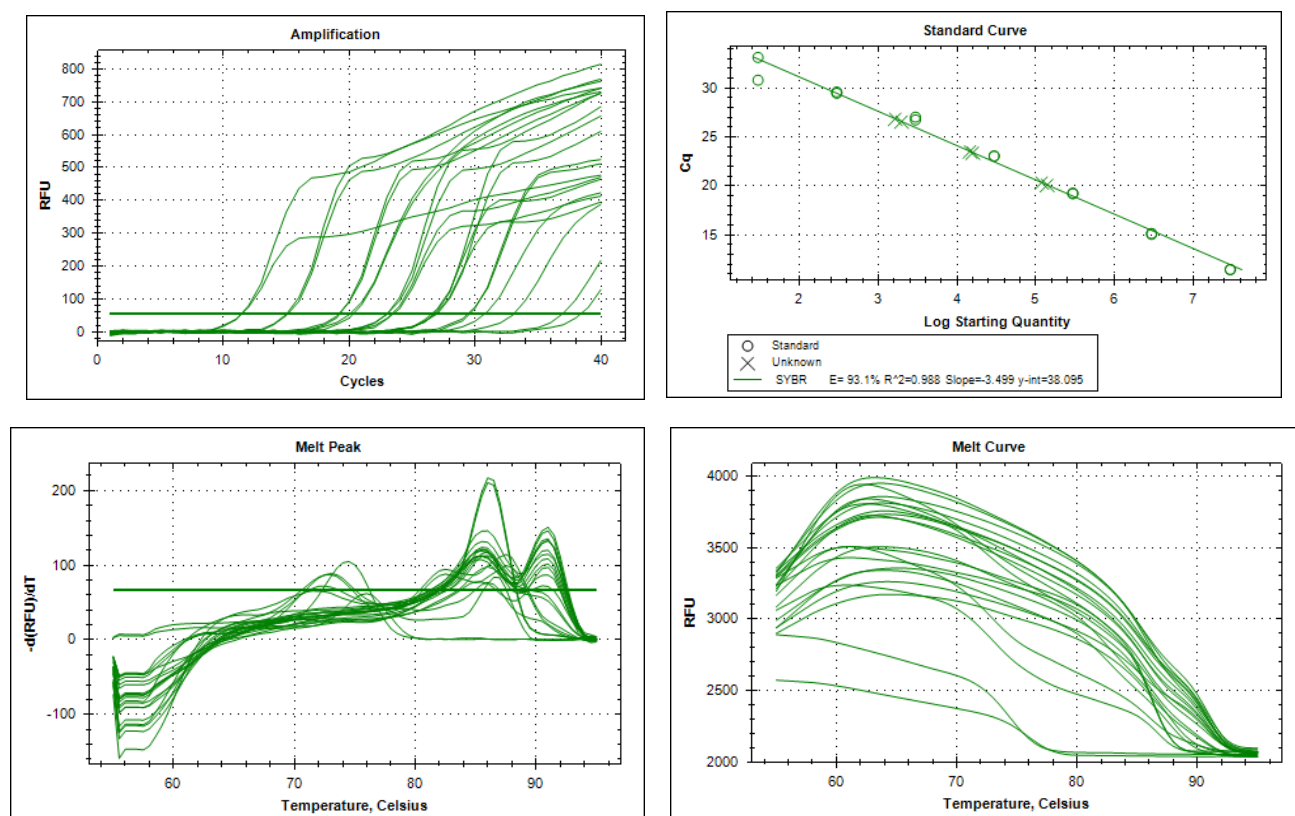 Amplification
800
700
600
500
400
300
200
100
0
RFU
0
10
20
30
40
Cycles
Standard Curve
30
25
20
15
Cq
2
3
4
5
6
7
Log Starting Quantity
Standard
Unknown
SYBR E= 93.1% R^2=0.988 Slope=-3.499 y-int=38.095
Melt Peak
200
100
0
-100
-d(RFU)/dT
60
70
80
90
Temperature, Celsius
Melt Curve
4000
3500
3000
2500
2000
RFU
60
70
80
90
Temperature, Celsius